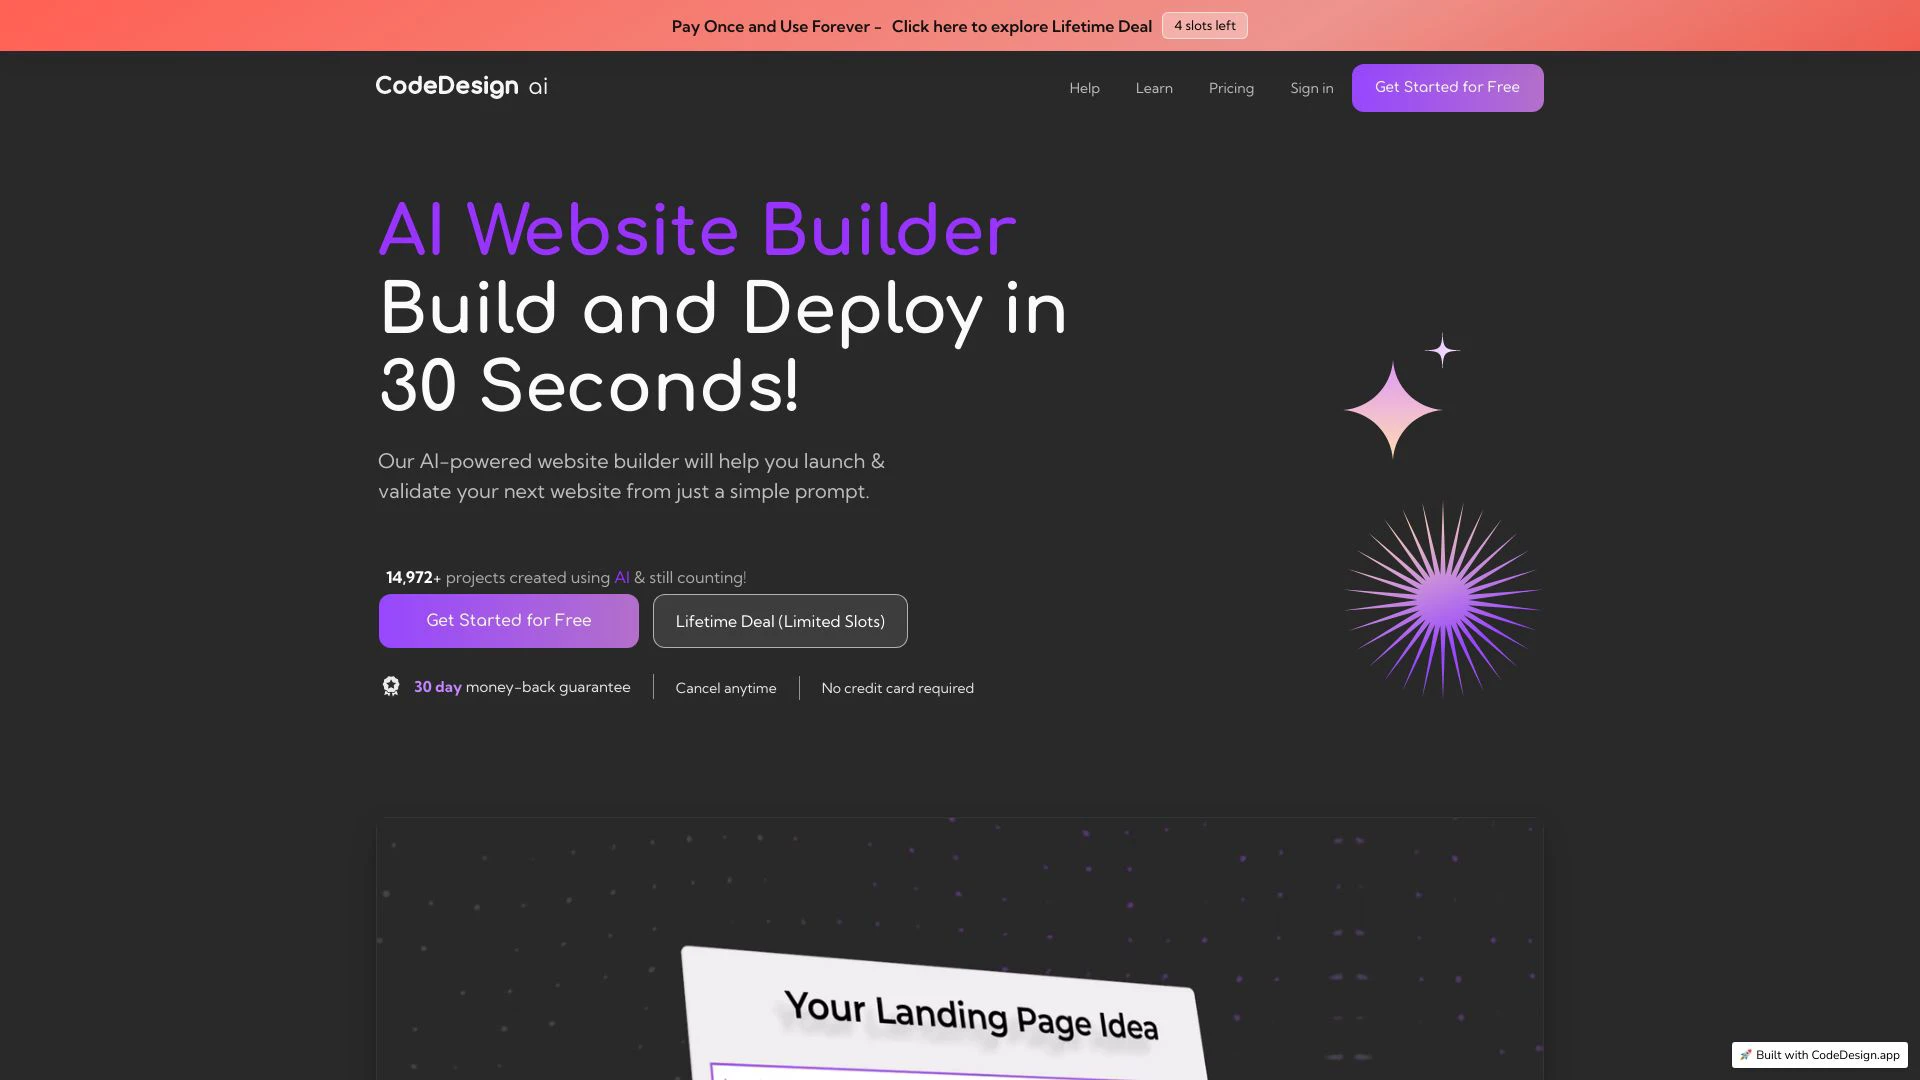 Pay Once and Use Forever - Click here to explore Lifetime Deal 4 slots left
CodeDesign ai
Help Learn Pricing Sign in Get Started for Free
AI Website Builder
Build and Deploy in
30 Seconds!
Our AI-powered website builder will help you launch &
validate your next website from just a simple prompt.
14,972+ projects created using AI & still counting!
Get Started for Free Lifetime Deal (Limited Slots)
30 day money-back guarantee Cancel anytime No credit card required
Your Landing Page Idea
🚀 Built with CodeDesign.app